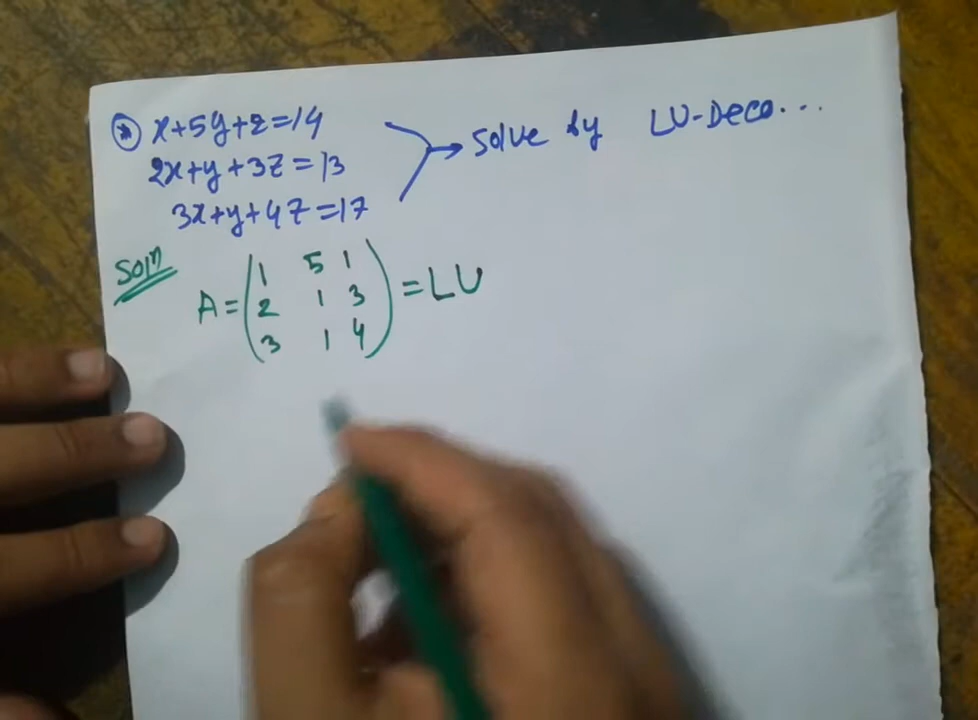 * x+5y+z=14
2x+y+3z=13
3x+y+4z=17
→ solve by LU-Deco...
Soln
A = ( 1 5 1
2 1 3
3 1 4 ) = LU